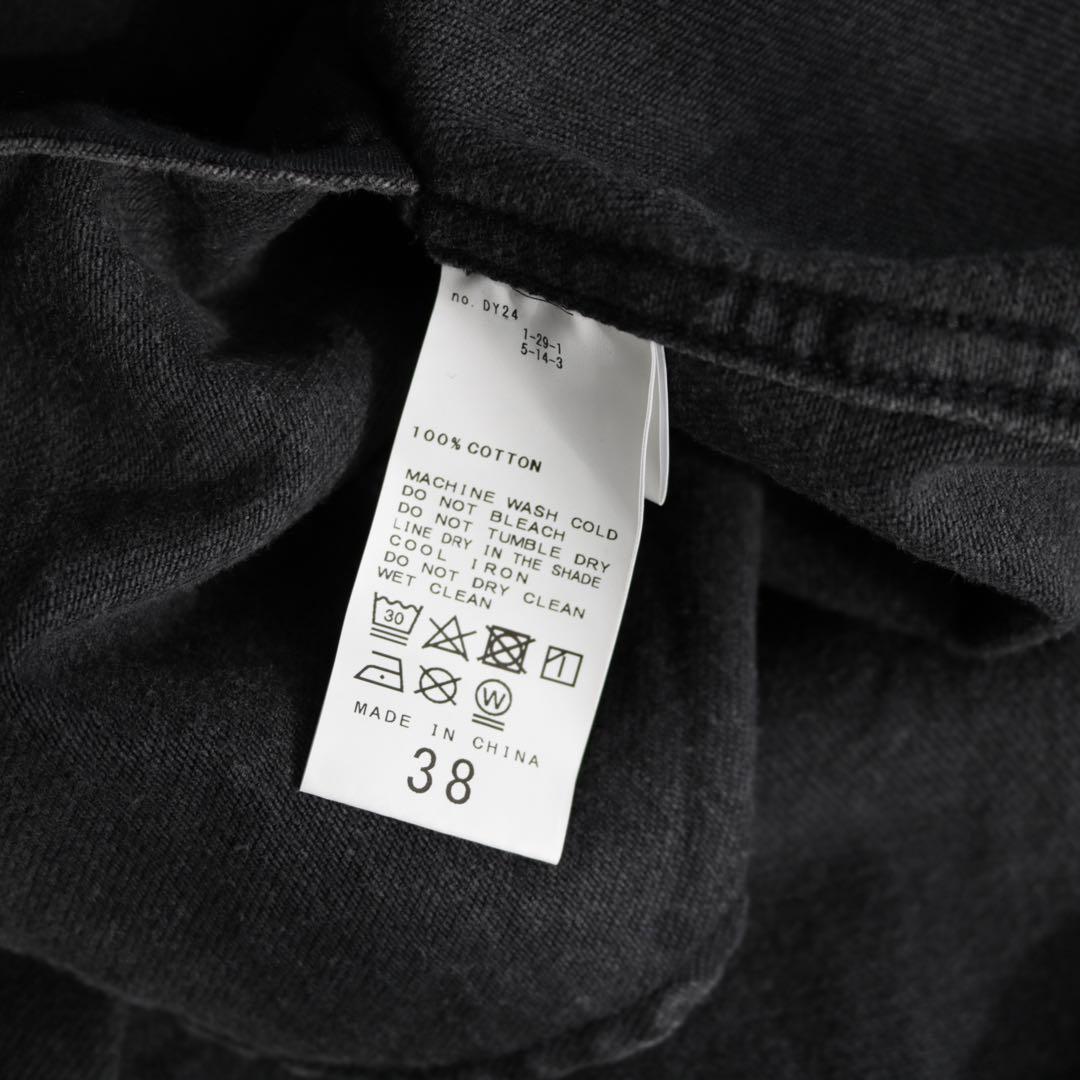 no. DY24
1-29-1
5-14-3
100% COTTON
MACHINE WASH COLD
DO NOT BLEACH
DO NOT TUMBLE DRY
LINE DRY IN THE SHADE
COOL IRON
DO NOT DRY CLEAN
WET CLEAN
30
W
MADE IN CHINA
38